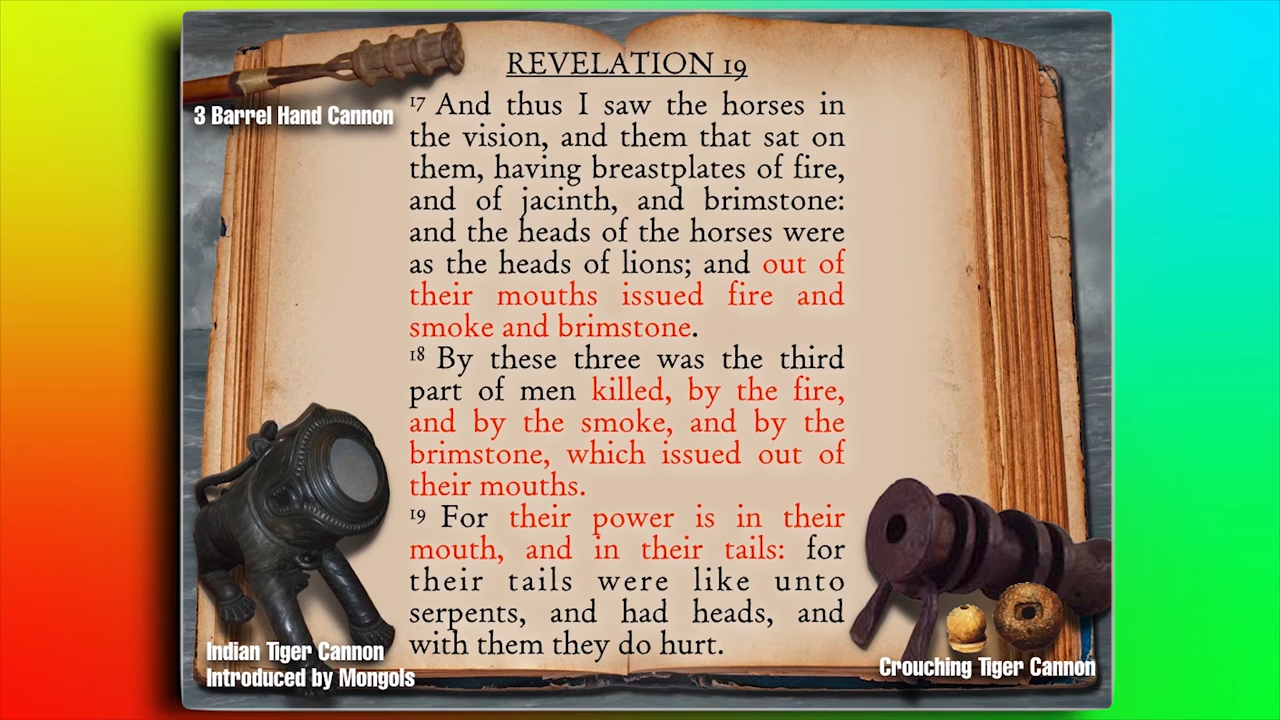 REVELATION 19
3 Barrel Hand Cannon
17 And thus I saw the horses in
the vision, and them that sat on
them, having breastplates of fire,
and of jacinth, and brimstone:
and the heads of the horses were
as the heads of lions; and out of
their mouths issued fire and
smoke and brimstone.
18 By these three was the third
part of men killed, by the fire,
and by the smoke, and by the
brimstone, which issued out of
their mouths.
19 For their power is in their
mouth, and in their tails: for
their tails were like unto
serpents, and had heads, and
with them they do hurt.
Indian Tiger Cannon
Introduced by Mongols
Crouching Tiger Cannon